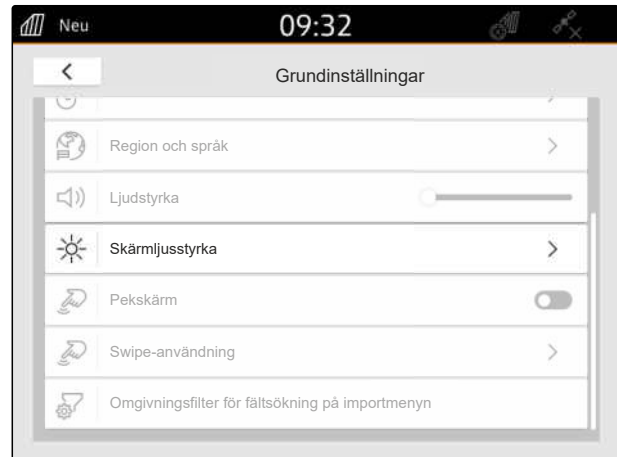 Neu
09:32
Grundinställningar
Region och språk
Ljudstyrka
Skärmljusstyrka
Pekskärm
Swipe-användning
Omgivningsfilter för fältsökning på importmenyn